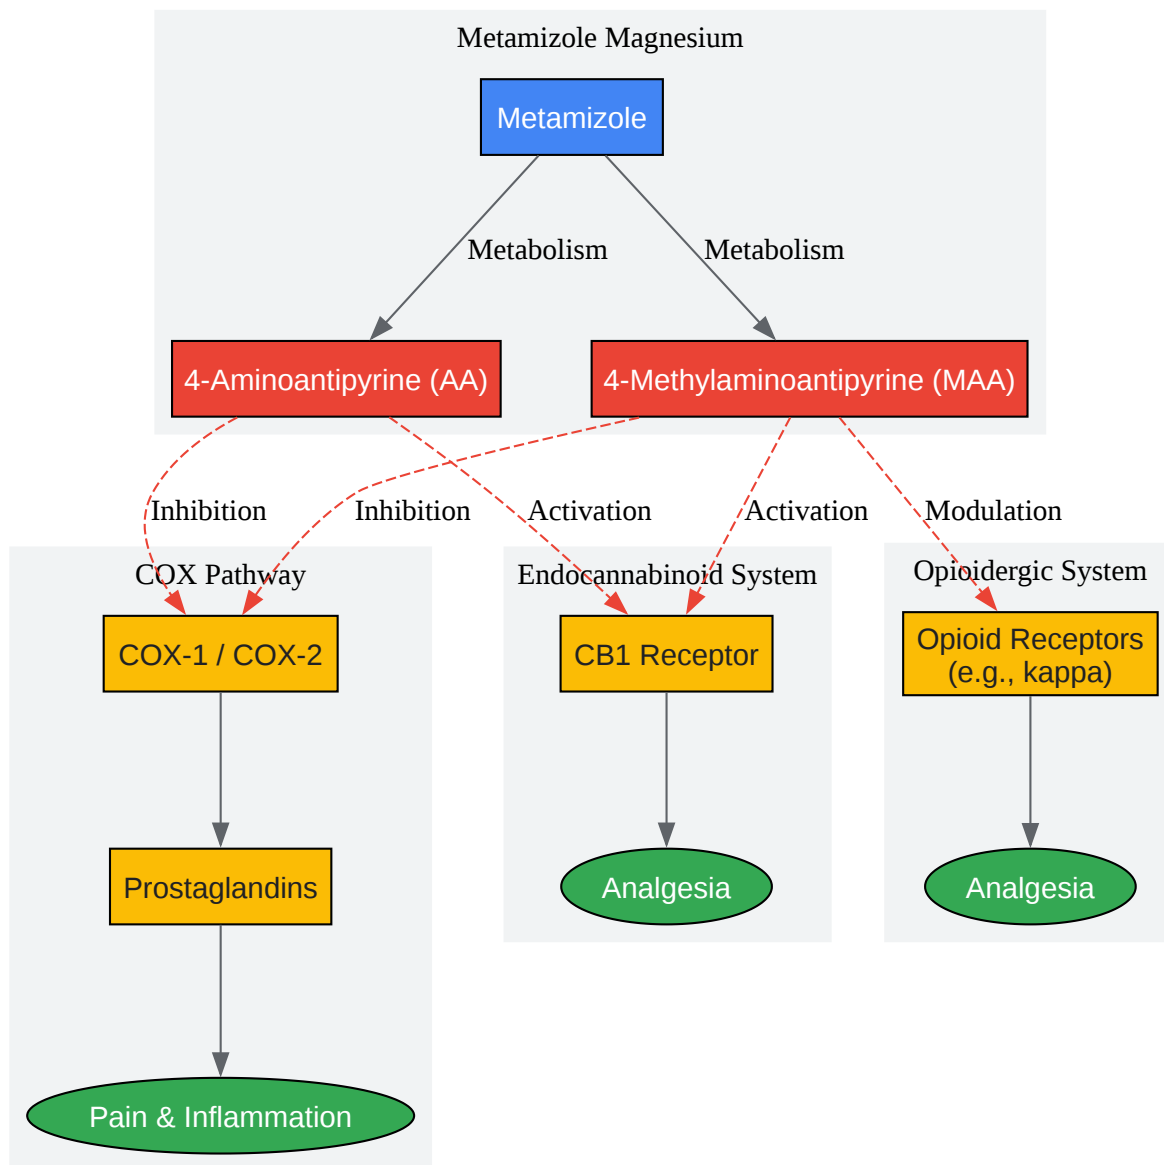 Metamizole Magnesium
Metamizole
Metabolism
Metabolism
4-Aminoantipyrine (AA)
4-Methylaminoantipyrine (MAA)
Inhibition
Inhibition
Activation
Activation
Modulation
COX Pathway
Endocannabinoid System
Opioidergic System
COX-1 / COX-2
CB1 Receptor
Opioid Receptors
(e.g., kappa)
Prostaglandins
Analgesia
Analgesia
Pain & Inflammation